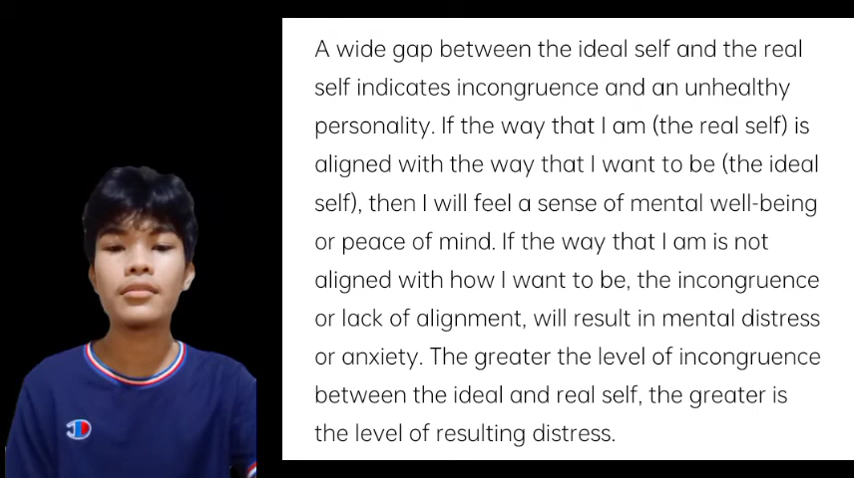 A wide gap between the ideal self and the real
self indicates incongruence and an unhealthy
personality. If the way that I am (the real self) is
aligned with the way that I want to be (the ideal
self), then I will feel a sense of mental well-being
or peace of mind. If the way that I am is not
aligned with how I want to be, the incongruence
or lack of alignment, will result in mental distress
or anxiety. The greater the level of incongruence
between the ideal and real self, the greater is
the level of resulting distress.